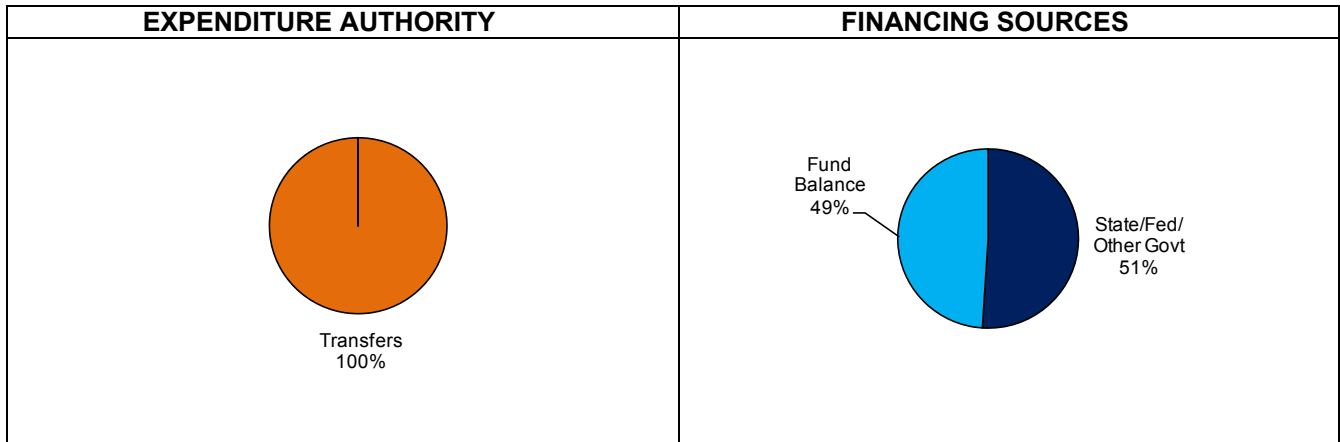 EXPENDITURE AUTHORITY
FINANCING SOURCES
Transfers
100%
Fund
Balance
49%
State/Fed/
Other Govt
51%